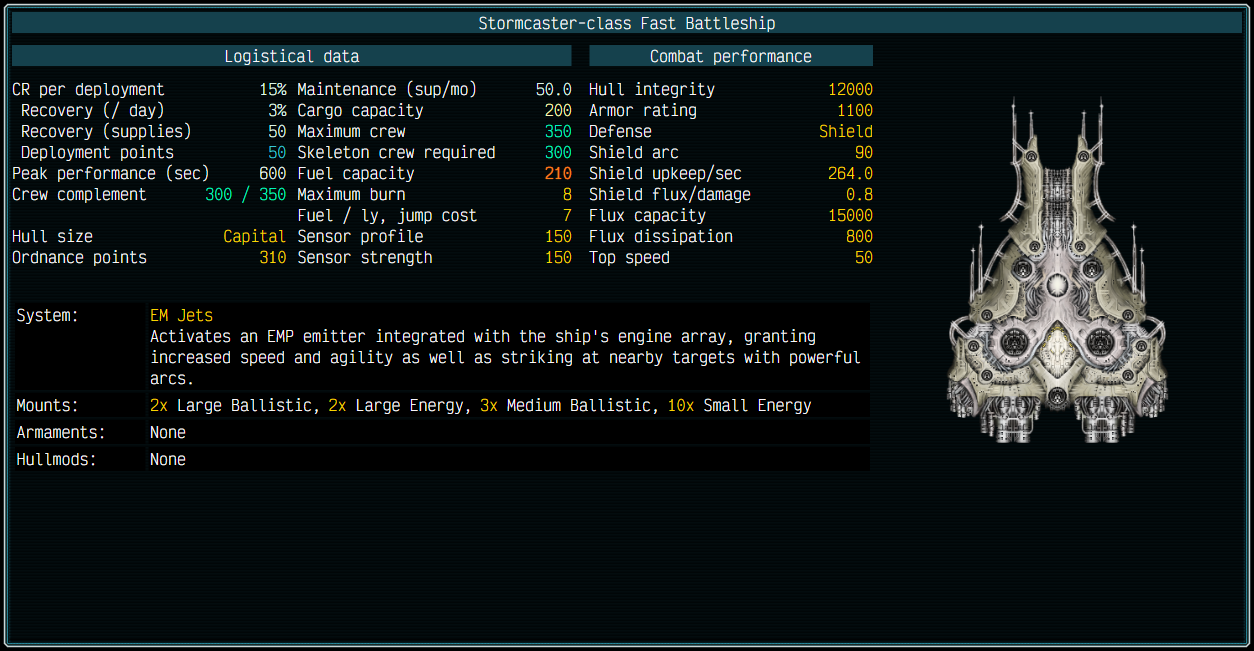 Stormcaster-class Fast Battleship
Logistical data
CR per deployment 15%
Recovery (/ day) 3%
Recovery (supplies) 50
Deployment points 50
Peak performance (sec) 600
Crew complement 300 / 350
Hull size Capital
Ordnance points 310
Maintenance (sup/mo) 50.0
Cargo capacity 200
Maximum crew 350
Skeleton crew required 300
Fuel capacity 210
Maximum burn 8
Fuel / ly, jump cost 7
Sensor profile 150
Sensor strength 150
Combat performance
Hull integrity 12000
Armor rating 1100
Defense Shield
Shield arc 90
Shield upkeep/sec 264.0
Shield flux/damage 0.8
Flux capacity 15000
Flux dissipation 800
Top speed 50
System: EM Jets
Activates an EMP emitter integrated with the ship's engine array, granting
increased speed and agility as well as striking at nearby targets with powerful
arcs.
Mounts: 2x Large Ballistic, 2x Large Energy, 3x Medium Ballistic, 10x Small Energy
Armaments: None
Hullmods: None